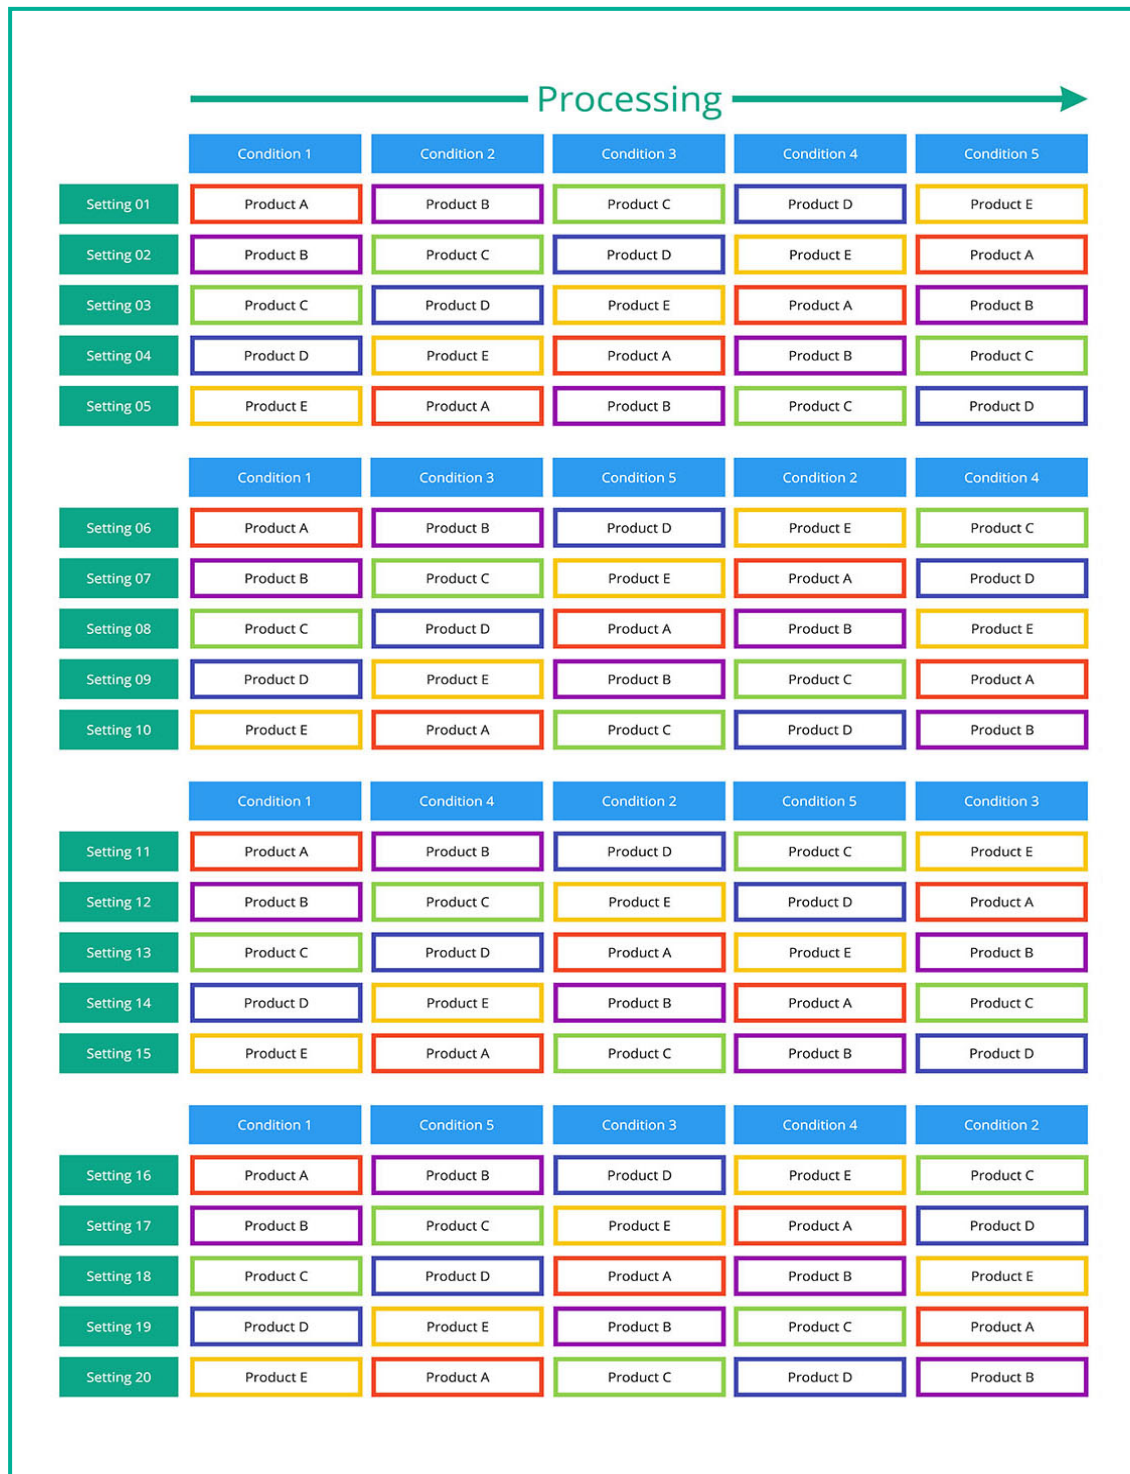 Processing
Condition 1 Condition 2 Condition 3 Condition 4 Condition 5
Setting 01 Product A Product B Product C Product D Product E
Setting 02 Product B Product C Product D Product E Product A
Setting 03 Product C Product D Product E Product A Product B
Setting 04 Product D Product E Product A Product B Product C
Setting 05 Product E Product A Product B Product C Product D
Condition 1 Condition 3 Condition 5 Condition 2 Condition 4
Setting 06 Product A Product B Product D Product E Product C
Setting 07 Product B Product C Product E Product A Product D
Setting 08 Product C Product D Product A Product B Product E
Setting 09 Product D Product E Product B Product C Product A
Setting 10 Product E Product A Product C Product D Product B
Condition 1 Condition 4 Condition 2 Condition 5 Condition 3
Setting 11 Product A Product B Product D Product C Product E
Setting 12 Product B Product C Product E Product D Product A
Setting 13 Product C Product D Product A Product E Product B
Setting 14 Product D Product E Product B Product A Product C
Setting 15 Product E Product A Product C Product B Product D
Condition 1 Condition 5 Condition 3 Condition 4 Condition 2
Setting 16 Product A Product B Product D Product E Product C
Setting 17 Product B Product C Product E Product A Product D
Setting 18 Product C Product D Product A Product B Product E
Setting 19 Product D Product E Product B Product C Product A
Setting 20 Product E Product A Product C Product D Product B